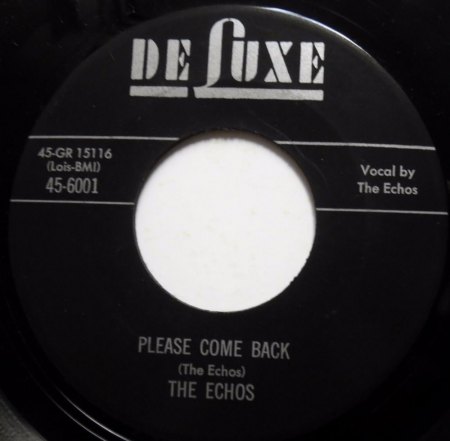 DE LUXE
45-GR 15116
(Lois-BMI)
45-6001
Vocal by
The Echos
PLEASE COME BACK
(The Echos)
THE ECHOS